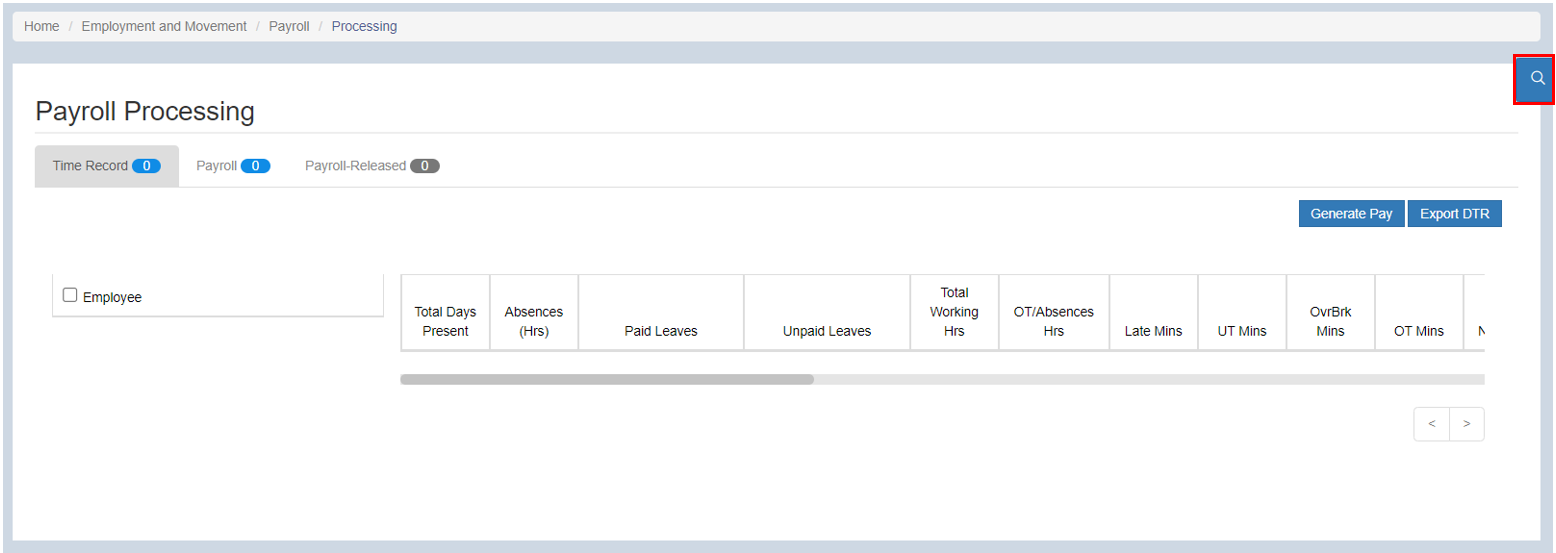 Home / Employment and Movement / Payroll / Processing
Payroll Processing
Time Record 0 Payroll 0 Payroll-Released 0
Generate Pay Export DTR
Employee
Total Days
Present
Absences
(Hrs)
Paid Leaves
Unpaid Leaves
Total
Working
Hrs
OT/Absences
Hrs
Late Mins
UT Mins
OvrBrk
Mins
OT Mins
< >